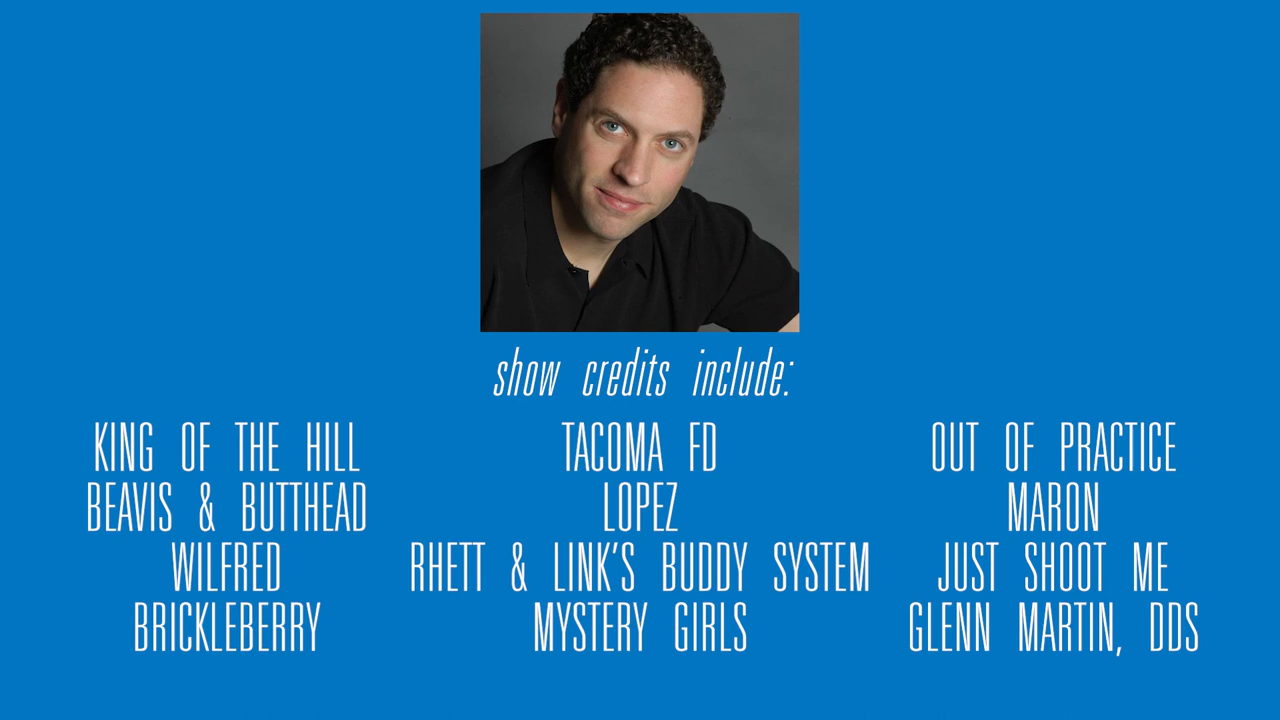 show credits include:
KING OF THE HILL
BEAVIS & BUTTHEAD
WILFRED
BRICKLEBERRY
TACOMA FD
LOPEZ
RHETT & LINK'S BUDDY SYSTEM
MYSTERY GIRLS
OUT OF PRACTICE
MARON
JUST SHOOT ME
GLENN MARTIN, DDS